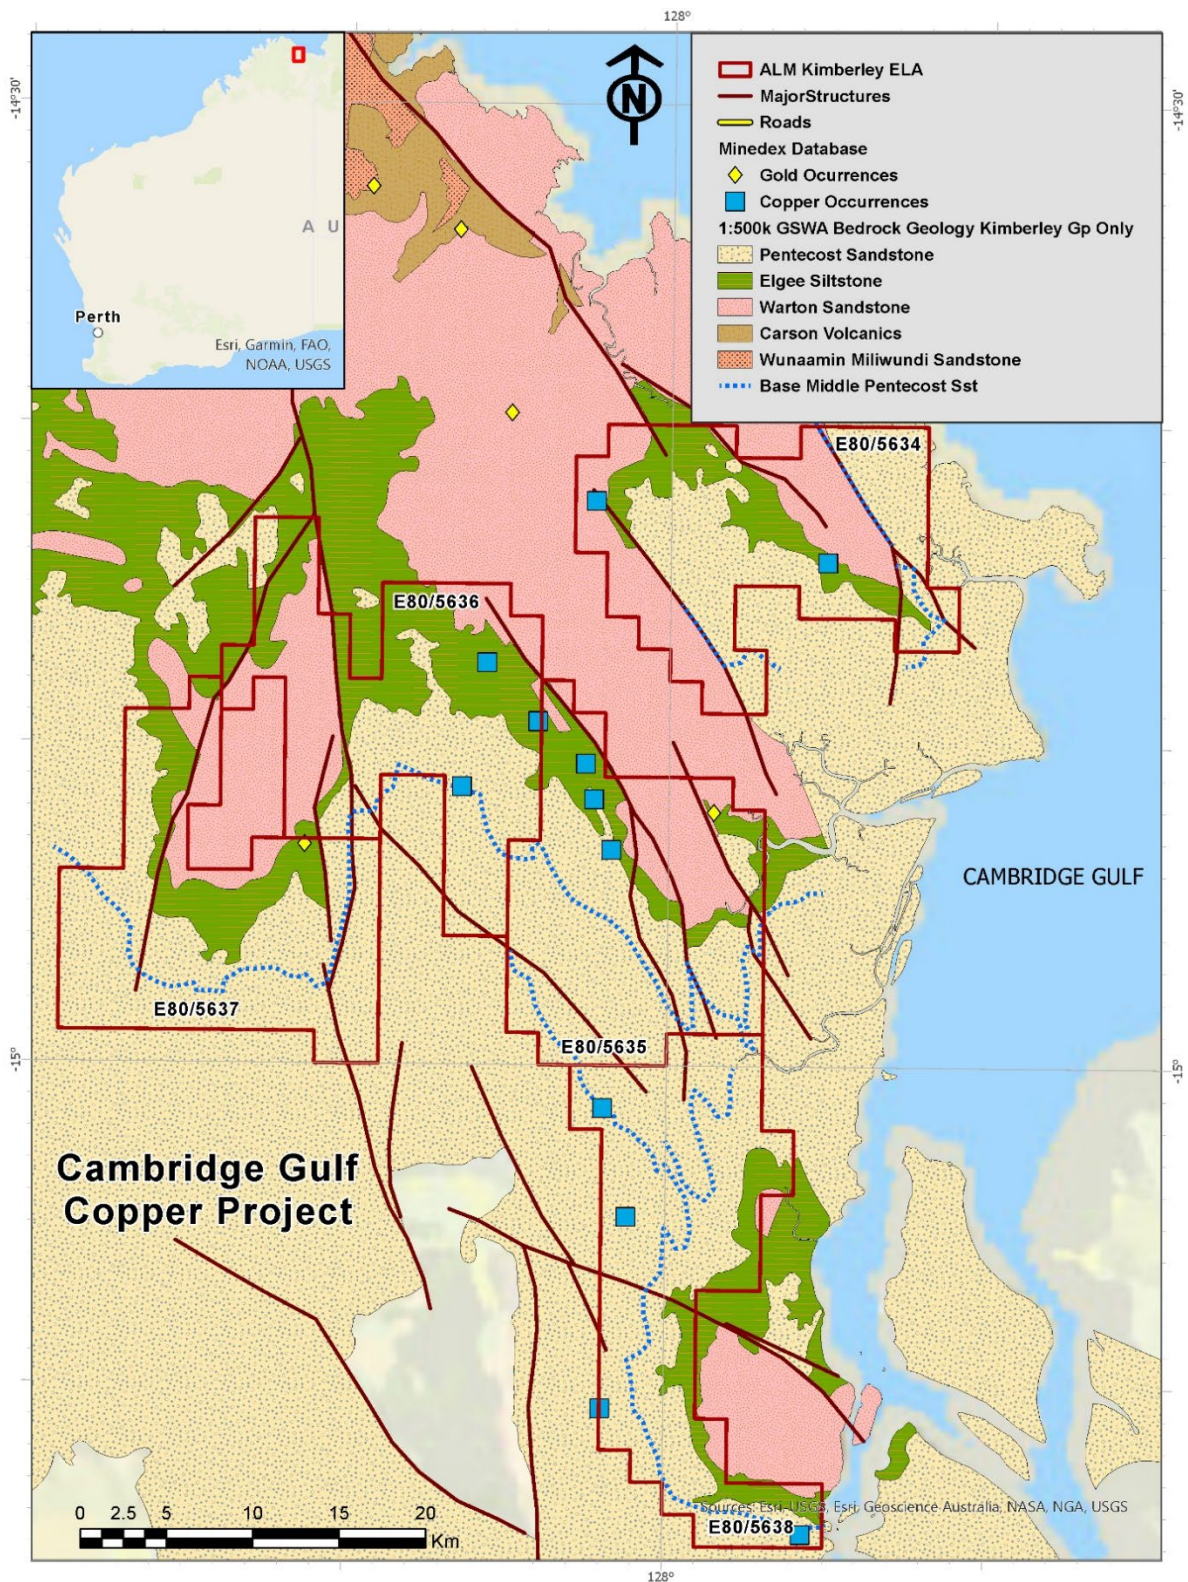 128°
-14°30'
-14°30'
A U
Perth
Esri, Garmin, FAO,
NOAA, USGS
N
ALM Kimberley ELA
MajorStructures
Roads
Minedex Database
Gold Ocurrences
Copper Occurrences
1:500k GSWA Bedrock Geology Kimberley Gp Only
Pentecost Sandstone
Elgee Siltstone
Warton Sandstone
Carson Volcanics
Wunaamin Miliwundi Sandstone
Base Middle Pentecost Sst
E80/5634
E80/5636
CAMBRIDGE GULF
E80/5637
E80/5635
-15°
-15°
Cambridge Gulf
Copper Project
0 2.5 5 10 15 20
Km
Sources: Esri, USGS, Esri, Geoscience Australia, NASA, NGA, USGS
E80/5638
128°